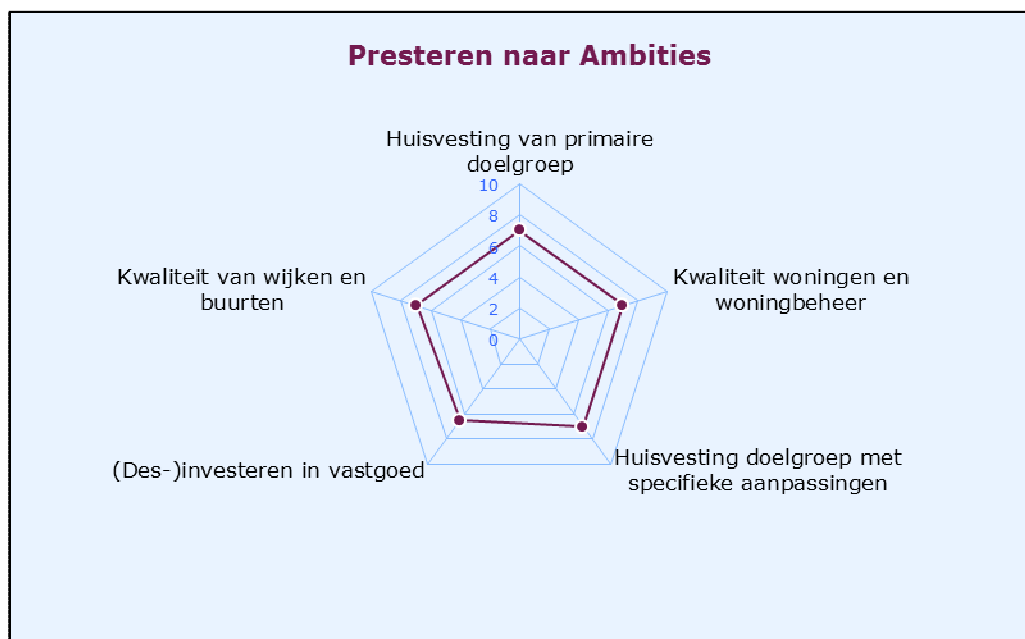 Presteren naar Ambities
Huisvesting van primaire
doelgroep
10
8
6
4
2
0
Kwaliteit van wijken en
buurten
Kwaliteit woningen en
woningbeheer
(Des-)investeren in vastgoed
Huisvesting doelgroep met
specifieke aanpassingen